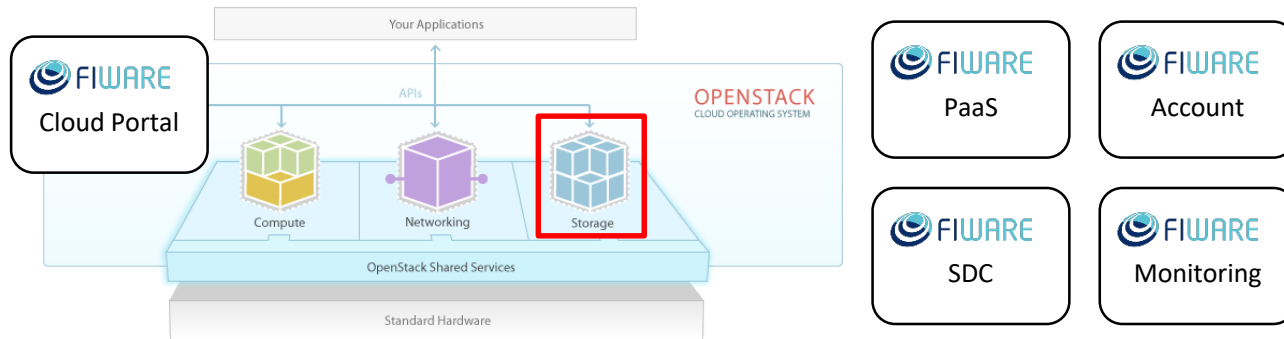 Your Applications
FIWARE
Cloud Portal
APIs
OPENSTACK
CLOUD OPERATING SYSTEM
Compute
Networking
Storage
OpenStack Shared Services
Standard Hardware
FIWARE
PaaS
FIWARE
Account
FIWARE
SDC
FIWARE
Monitoring